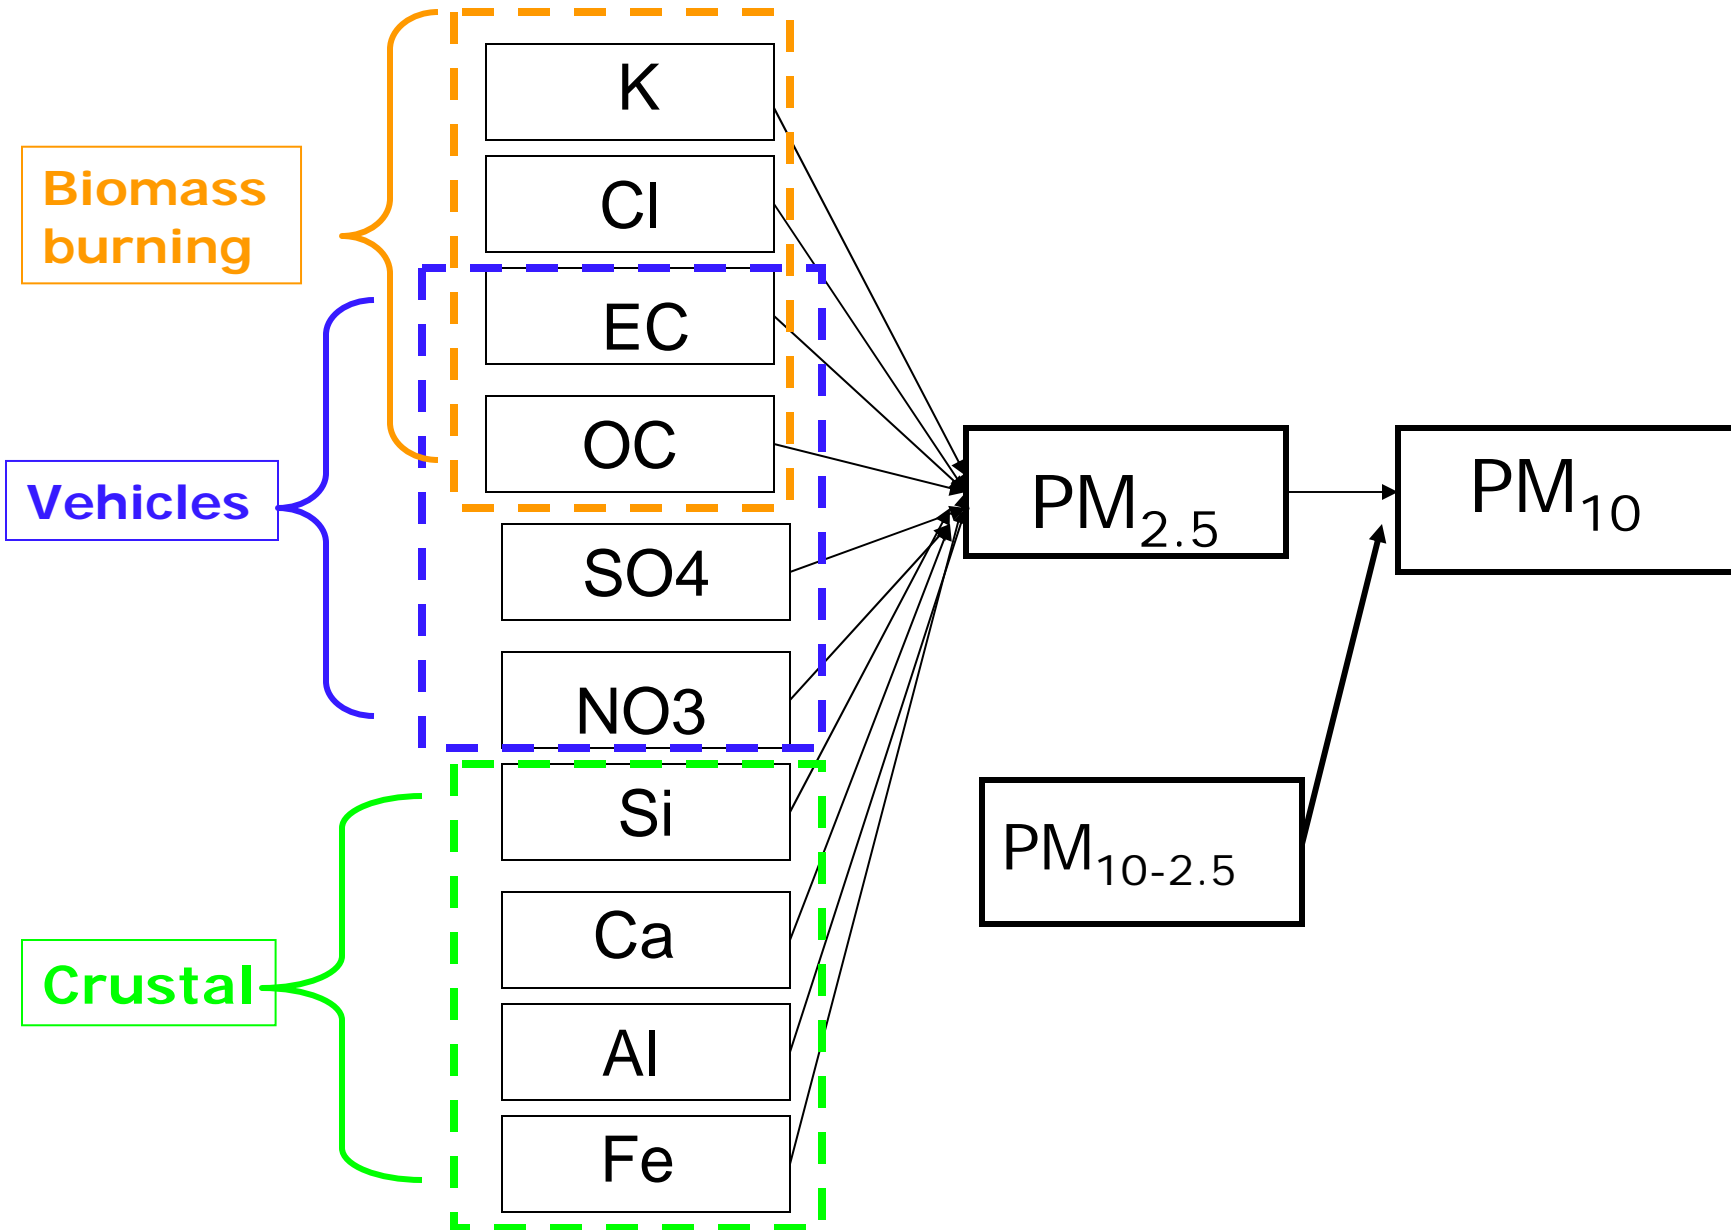 K
Cl
EC
OC
SO4
NO3
Si
Ca
Al
Fe
Biomass
burning
Vehicles
Crustal
PM2.5
PM10
PM10-2.5